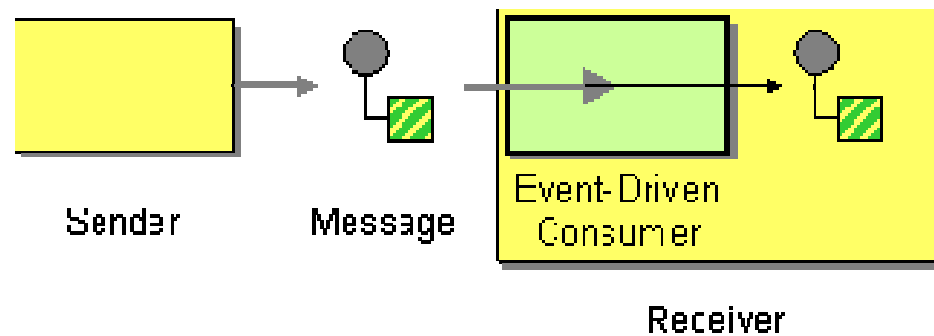 Sender
Message
Event-Driven
Consumer
Receiver